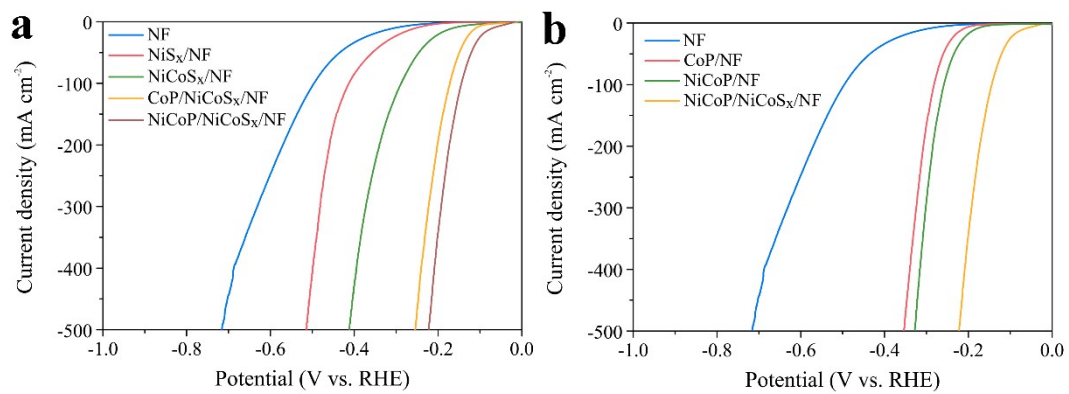 a
NF
NiSx/NF
NiCoSx/NF
CoP/NiCoSx/NF
NiCoP/NiCoSx/NF
0
-100
-200
-300
-400
-500
-1.0 -0.8 -0.6 -0.4 -0.2 0.0
Potential (V vs. RHE)
Current density (mA cm⁻²)
b
NF
CoP/NF
NiCoP/NF
NiCoP/NiCoSx/NF
0
-100
-200
-300
-400
-500
-1.0 -0.8 -0.6 -0.4 -0.2 0.0
Potential (V vs. RHE)
Current density (mA cm⁻²)